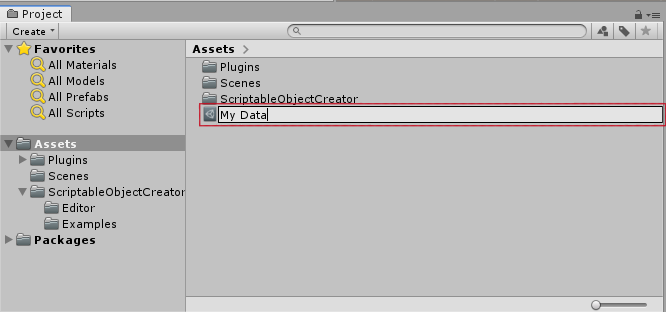 Project
Create
Favorites
All Materials
All Models
All Prefabs
All Scripts
Assets
Plugins
Scenes
ScriptableObjectCreator
Editor
Examples
Packages
Assets
Plugins
Scenes
ScriptableObjectCreator
My Data